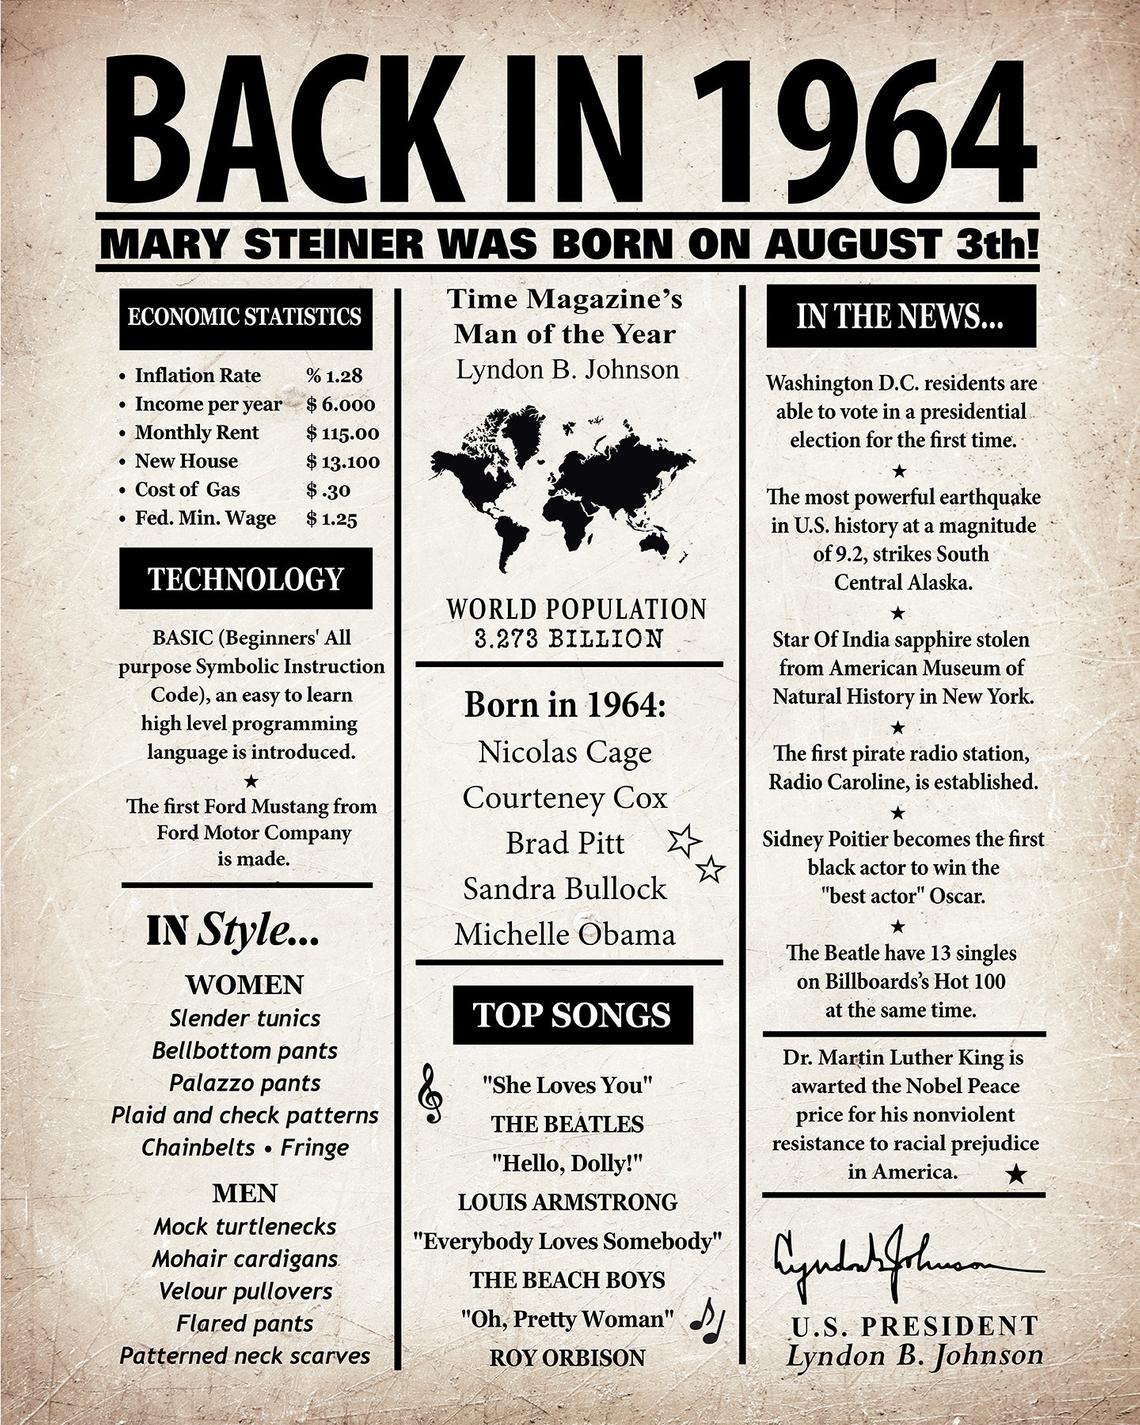 BACK IN 1964
MARY STEINER WAS BORN ON AUGUST 3th!
ECONOMIC STATISTICS
• Inflation Rate % 1.28
• Income per year $ 6.000
• Monthly Rent $ 115.00
• New House $ 13.100
• Cost of Gas $ .30
• Fed. Min. Wage $ 1.25
TECHNOLOGY
BASIC (Beginners' All
purpose Symbolic Instruction
Code), an easy to learn
high level programming
language is introduced.
★
The first Ford Mustang from
Ford Motor Company
is made.
IN Style...
WOMEN
Slender tunics
Bellbottom pants
Palazzo pants
Plaid and check patterns
Chainbelts • Fringe
MEN
Mock turtlenecks
Mohair cardigans
Velour pullovers
Flared pants
Patterned neck scarves
Time Magazine’s
Man of the Year
Lyndon B. Johnson
WORLD POPULATION
3.273 BILLION
Born in 1964:
Nicolas Cage
Courteney Cox
Brad Pitt
Sandra Bullock
Michelle Obama
TOP SONGS
"She Loves You"
THE BEATLES
"Hello, Dolly!"
LOUIS ARMSTRONG
"Everybody Loves Somebody"
THE BEACH BOYS
"Oh, Pretty Woman"
ROY ORBISON
IN THE NEWS...
Washington D.C. residents are
able to vote in a presidential
election for the first time.
★
The most powerful earthquake
in U.S. history at a magnitude
of 9.2, strikes South
Central Alaska.
★
Star Of India sapphire stolen
from American Museum of
Natural History in New York.
★
The first pirate radio station,
Radio Caroline, is established.
★
Sidney Poitier becomes the first
black actor to win the
"best actor" Oscar.
★
The Beatle have 13 singles
on Billboards’s Hot 100
at the same time.
Dr. Martin Luther King is
awarded the Nobel Peace
price for his nonviolent
resistance to racial prejudice
in America. ★
Lyndon B. Johnson
U.S. PRESIDENT
Lyndon B. Johnson